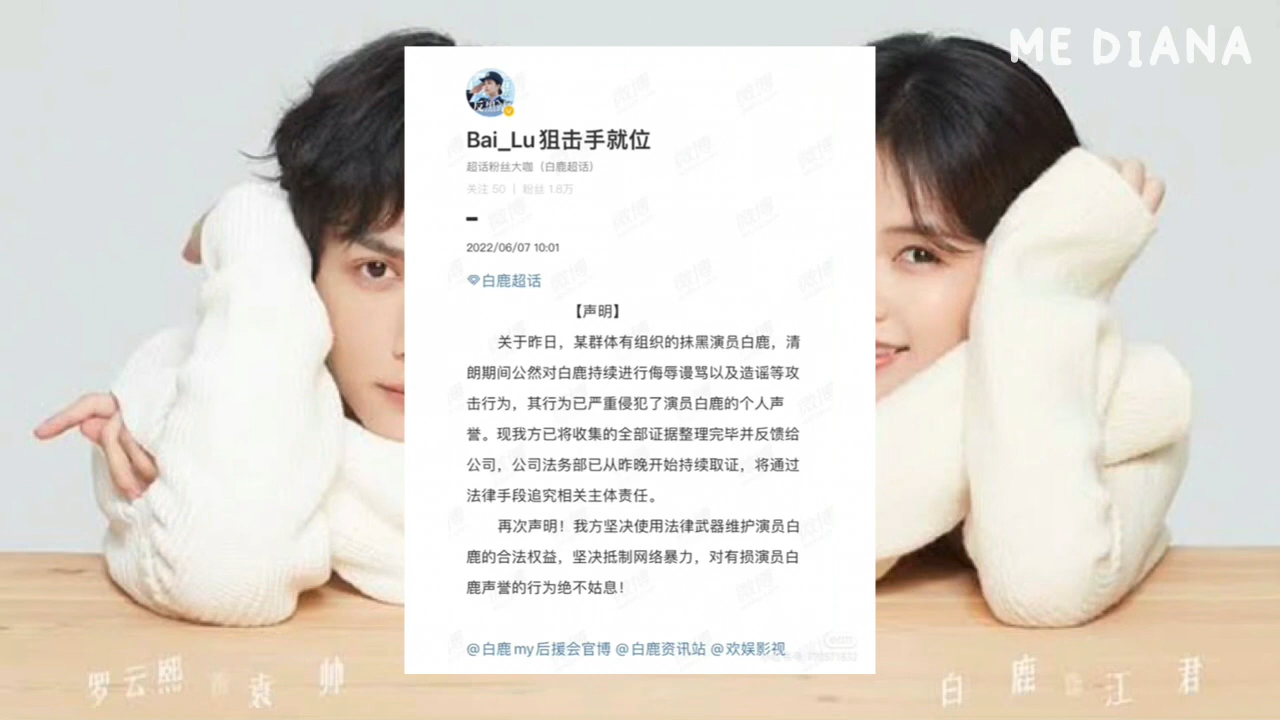 ME DIANA
Bai_Lu狙击手就位
超话粉丝大咖（白鹿超话）
关注 50 | 粉丝 1.8万
2022/06/07 10:01
白鹿超话
【声明】
关于昨日，某群体有组织的抹黑演员白鹿，清
朗期间公然对白鹿持续进行侮辱谩骂以及造谣等攻
击行为，其行为已严重侵犯了演员白鹿的个人声
誉。现我方已将收集的全部证据整理完毕并反馈给
公司，公司法务部已从昨晚开始持续取证，将通过
法律手段追究相关主体责任。
再次声明！我方坚决使用法律武器维护演员白
鹿的合法权益，坚决抵制网络暴力，对有损演员白
鹿声誉的行为绝不姑息！
@白鹿my后援会官博 @白鹿资讯站 @欢娱影视
罗云熙 袁帅
白鹿 江君